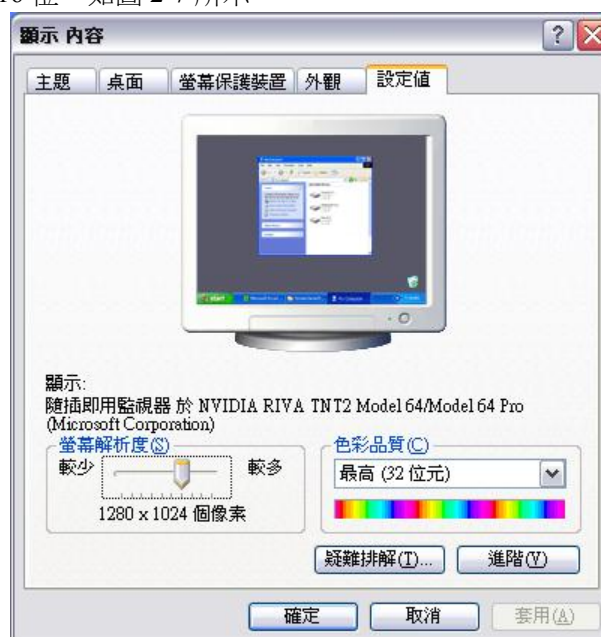 顯示 內容
主題 桌面 螢幕保護裝置 外觀 設定值
顯示:
隨插即用監視器 於 NVIDIA RIVA TNT2 Model 64/Model 64 Pro
(Microsoft Corporation)
螢幕解析度(S) 色彩品質(C)
較少 較多 最高 (32 位元)
1280 x 1024 個像素
疑難排解(T)... 進階(V)
確定 取消 套用(A)